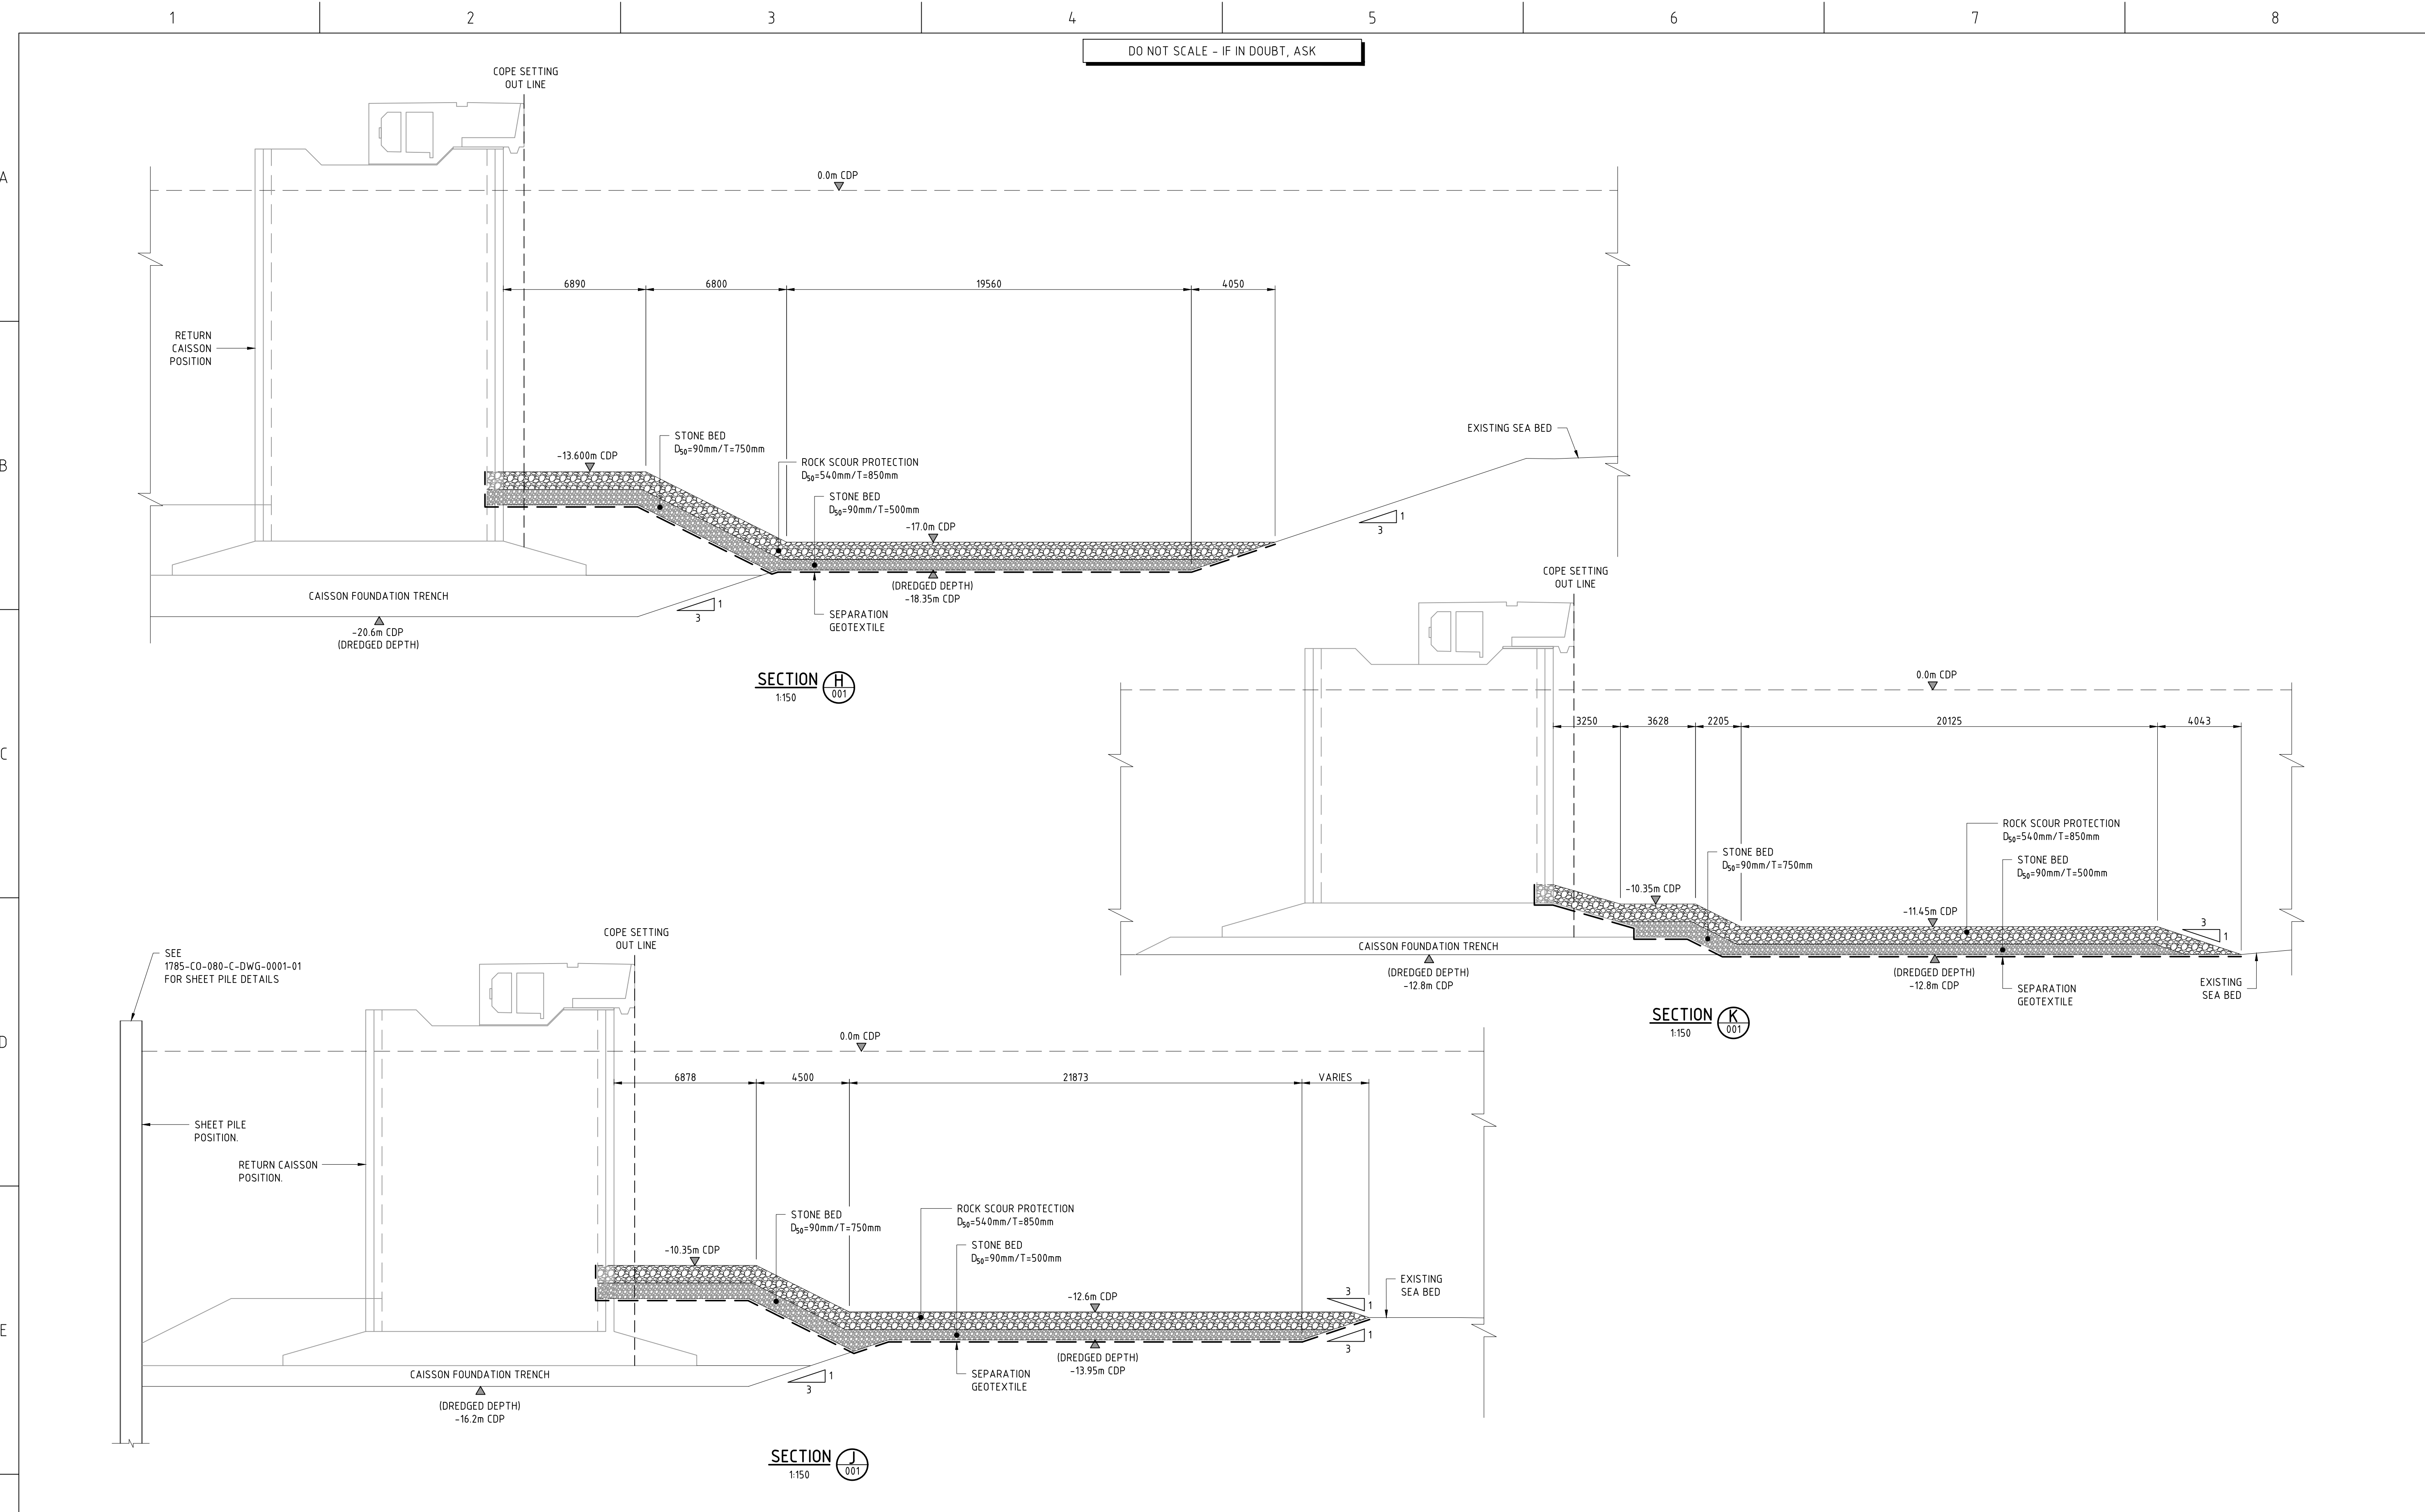 1 2 3 4 5 6 7 8
DO NOT SCALE - IF IN DOUBT, ASK
A
B
C
D
E
COPE SETTING
OUT LINE
0.0m CDP
6890 6800 19560 4050
RETURN
CAISSON
POSITION
EXISTING SEA BED
STONE BED
D50=90mm/T=750mm
-13.600m CDP
ROCK SCOUR PROTECTION
D50=540mm/T=850mm
STONE BED
D50=90mm/T=500mm
-17.0m CDP
1
3
(DREDGED DEPTH)
-18.35m CDP
CAISSON FOUNDATION TRENCH
1
3
SEPARATION
GEOTEXTILE
-20.6m CDP
(DREDGED DEPTH)
SECTION H
1:150 001
COPE SETTING
OUT LINE
0.0m CDP
3250 3628 2205 20125 4043
ROCK SCOUR PROTECTION
D50=540mm/T=850mm
STONE BED
D50=90mm/T=750mm
STONE BED
D50=90mm/T=500mm
-10.35m CDP
-11.45m CDP
3
1
CAISSON FOUNDATION TRENCH
(DREDGED DEPTH)
-12.8m CDP
(DREDGED DEPTH)
-12.8m CDP
SEPARATION
GEOTEXTILE
EXISTING
SEA BED
SECTION K
1:150 001
COPE SETTING
OUT LINE
SEE
1785-CO-080-C-DWG-0001-01
FOR SHEET PILE DETAILS
0.0m CDP
6878 4500 21873 VARIES
SHEET PILE
POSITION.
RETURN CAISSON
POSITION.
STONE BED
D50=90mm/T=750mm
ROCK SCOUR PROTECTION
D50=540mm/T=850mm
STONE BED
D50=90mm/T=500mm
-10.35m CDP
EXISTING
SEA BED
-12.6m CDP
3
1
1
3
(DREDGED DEPTH)
-13.95m CDP
CAISSON FOUNDATION TRENCH
1
3
SEPARATION
GEOTEXTILE
(DREDGED DEPTH)
-16.2m CDP
SECTION J
1:150 001